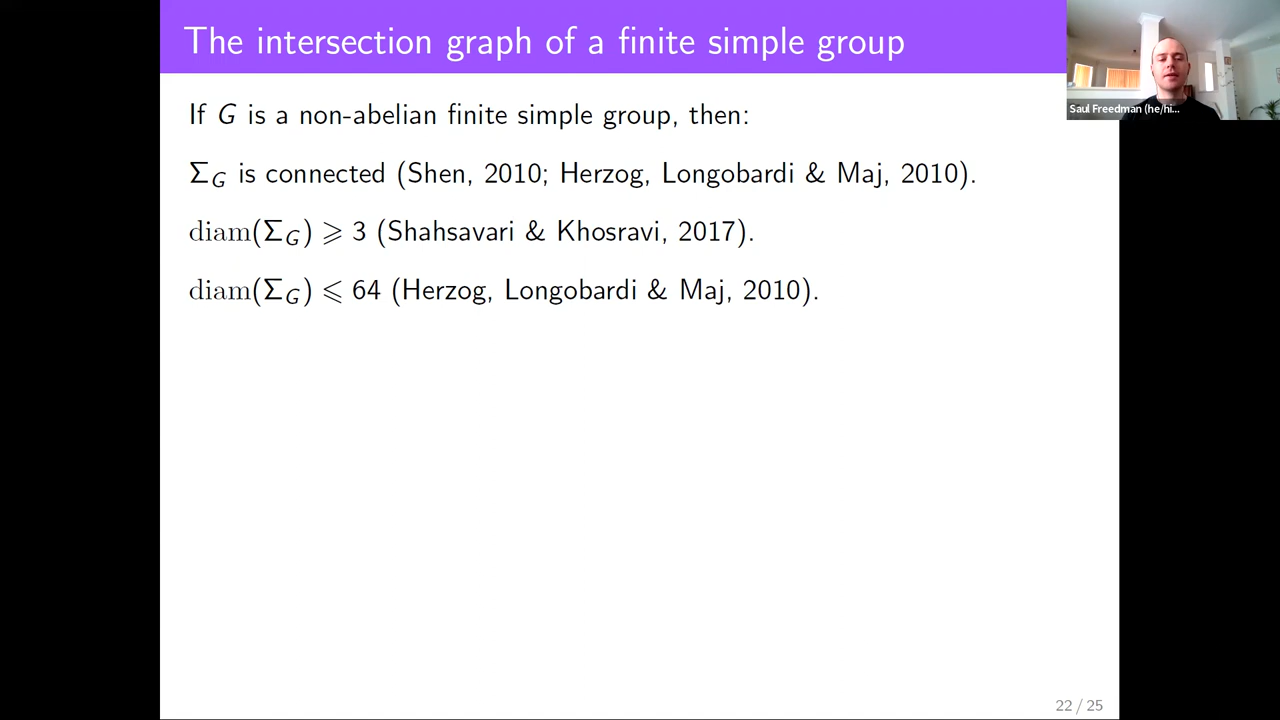 The intersection graph of a finite simple group
Saul Freedman (he/hi...
If G is a non-abelian finite simple group, then:
Σ_G is connected (Shen, 2010; Herzog, Longobardi & Maj, 2010).
diam(Σ_G) ⩾ 3 (Shahsavari & Khosravi, 2017).
diam(Σ_G) ⩽ 64 (Herzog, Longobardi & Maj, 2010).
22 / 25